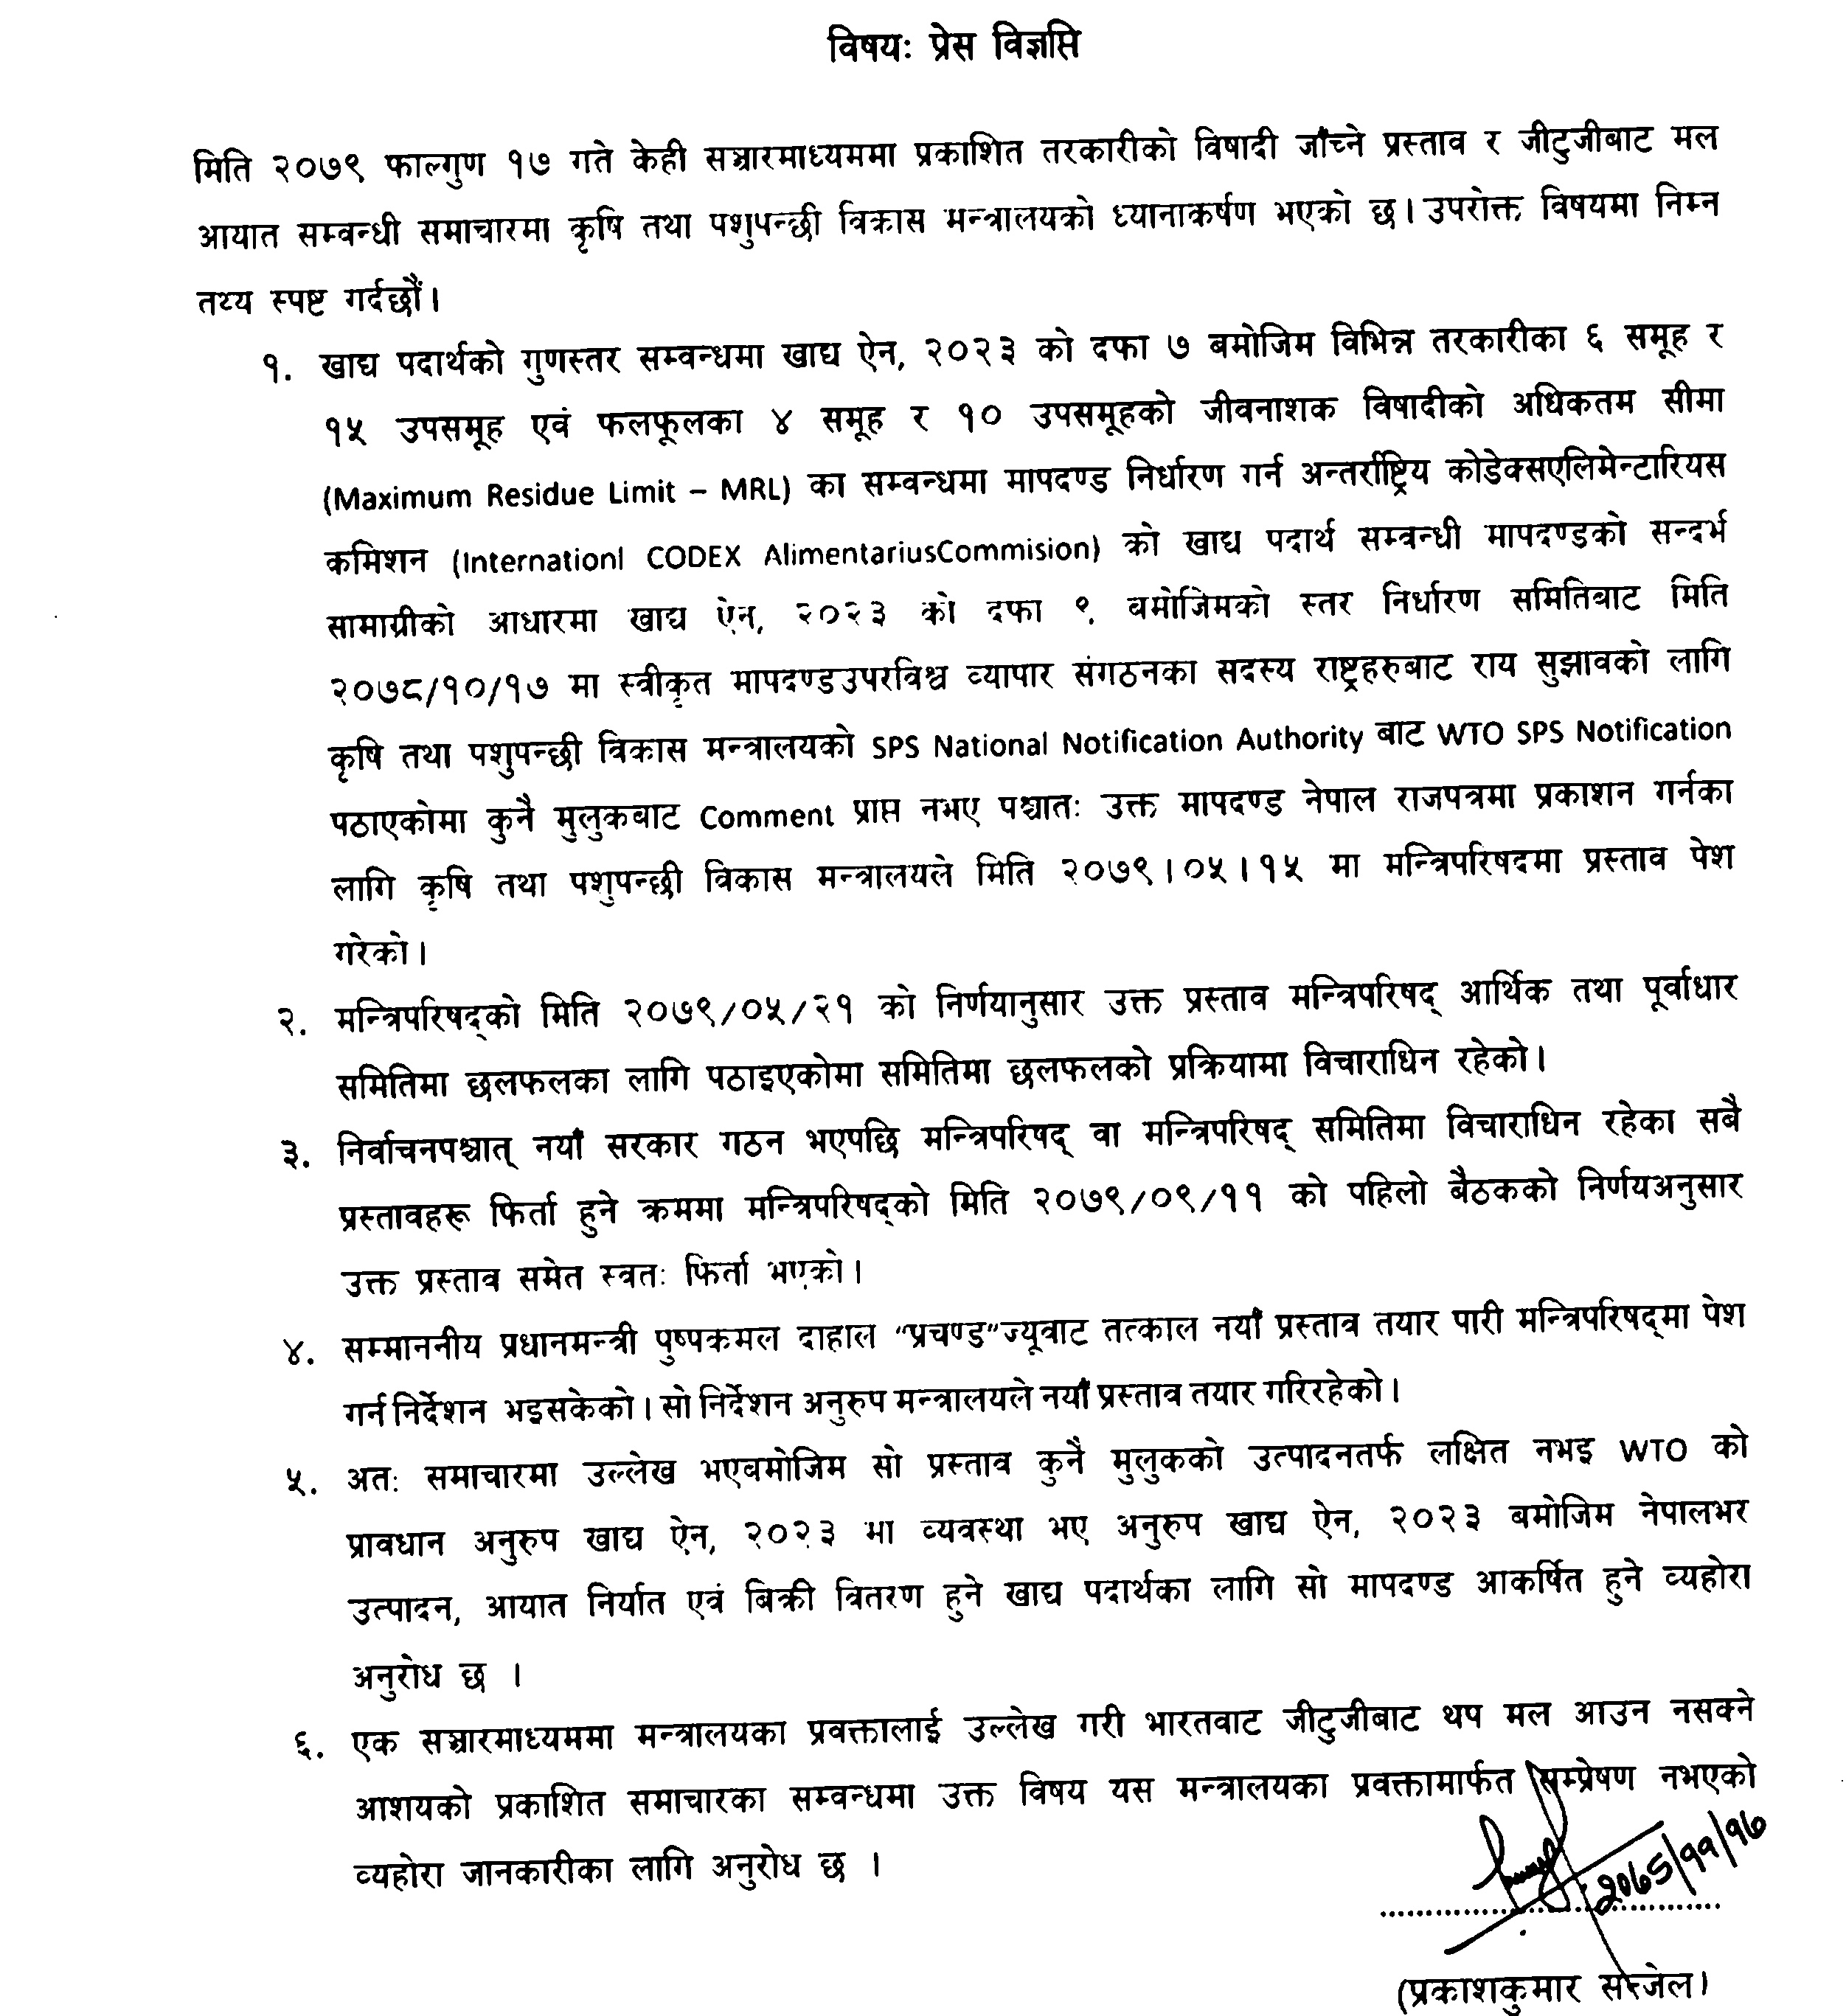 विषयः प्रेस विज्ञप्ति
मिति २०७९ फाल्गुण १७ गते केही सञ्चारमाध्यममा प्रकाशित तरकारीको विषादी जाँच्ने प्रस्ताव र जीटुजीबाट मल
आयात सम्वन्धी समाचारमा कृषि तथा पशुपन्छी विकास मन्त्रालयको ध्यानाकर्षण भएको छ। उपरोक्त विषयमा निम्न
तथ्य स्पष्ट गर्दछौं।
१. खाद्य पदार्थको गुणस्तर सम्वन्धमा खाद्य ऐन, २०२३ को दफा ७ बमोजिम विभिन्न तरकारीका ६ समूह र
१५ उपसमूह एवं फलफूलका ४ समूह र १० उपसमूहको जीवनाशक विषादीको अधिकतम सीमा
(Maximum Residue Limit – MRL) का सम्वन्धमा मापदण्ड निर्धारण गर्न अन्तर्राष्ट्रिय कोडेक्सएलिमेन्टारियस
कमिशन (Internationl CODEX AlimentariusCommision) को खाद्य पदार्थ सम्वन्धी मापदण्डको सन्दर्भ
सामाग्रीको आधारमा खाद्य ऐन, २०२३ को दफा ९ बमोजिमको स्तर निर्धारण समितिबाट मिति
२०७८/१०/१७ मा स्वीकृत मापदण्डउपरविश्व व्यापार संगठनका सदस्य राष्ट्रहरुबाट राय सुझावको लागि
कृषि तथा पशुपन्छी विकास मन्त्रालयको SPS National Notification Authority बाट WTO SPS Notification
पठाएकोमा कुनै मुलुकबाट Comment प्राप्त नभए पश्चातः उक्त मापदण्ड नेपाल राजपत्रमा प्रकाशन गर्नका
लागि कृषि तथा पशुपन्छी विकास मन्त्रालयले मिति २०७९।०५।१५ मा मन्त्रिपरिषदमा प्रस्ताव पेश
गरेको।
२. मन्त्रिपरिषद्को मिति २०७९/०५/२१ को निर्णयानुसार उक्त प्रस्ताव मन्त्रिपरिषद् आर्थिक तथा पूर्वाधार
समितिमा छलफलका लागि पठाइएकोमा समितिमा छलफलको प्रक्रियामा विचाराधिन रहेको।
३. निर्वाचनपश्चात् नयाँ सरकार गठन भएपछि मन्त्रिपरिषद् वा मन्त्रिपरिषद् समितिमा विचाराधिन रहेका सबै
प्रस्तावहरू फिर्ता हुने क्रममा मन्त्रिपरिषद्को मिति २०७९/०९/११ को पहिलो बैठकको निर्णयअनुसार
उक्त प्रस्ताव समेत स्वतः फिर्ता भएको।
४. सम्माननीय प्रधानमन्त्री पुष्पकमल दाहाल “प्रचण्ड”ज्यूबाट तत्काल नयाँ प्रस्ताव तयार पारी मन्त्रिपरिषद्मा पेश
गर्न निर्देशन भइसकेको। सो निर्देशन अनुरुप मन्त्रालयले नयाँ प्रस्ताव तयार गरिरहेको।
५. अतः समाचारमा उल्लेख भएबमोजिम सो प्रस्ताव कुनै मुलुकको उत्पादनतर्फ लक्षित नभइ WTO को
प्रावधान अनुरुप खाद्य ऐन, २०२३ मा व्यवस्था भए अनुरुप खाद्य ऐन, २०२३ बमोजिम नेपालभर
उत्पादन, आयात निर्यात एवं बिक्री वितरण हुने खाद्य पदार्थका लागि सो मापदण्ड आकर्षित हुने व्यहोरा
अनुरोध छ ।
६. एक सञ्चारमाध्यममा मन्त्रालयका प्रवक्तालाई उल्लेख गरी भारतवाट जीटुजीबाट थप मल आउन नसक्ने
आशयको प्रकाशित समाचारका सम्वन्धमा उक्त विषय यस मन्त्रालयका प्रवक्तामार्फत सम्प्रेषण नभएको
व्यहोरा जानकारीका लागि अनुरोध छ ।
२०७९/११/१७
(प्रकाशकुमार सन्जेल)